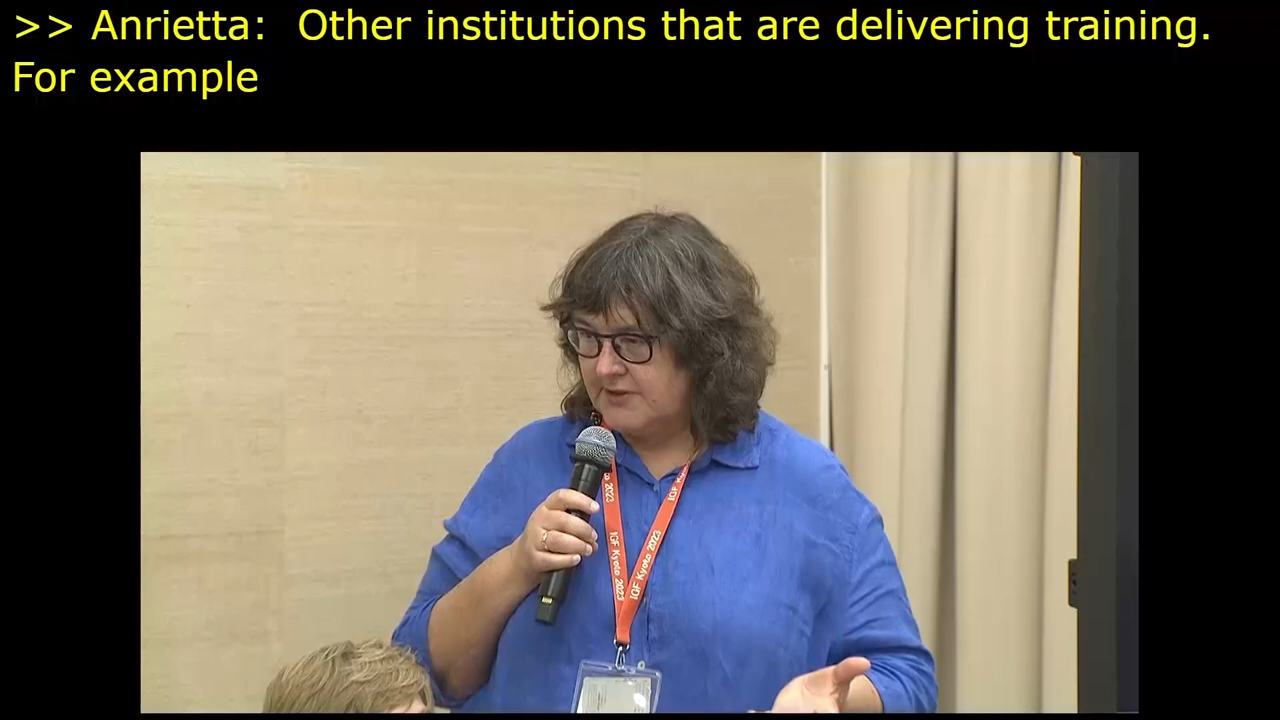 >> Anrietta:  Other institutions that are delivering training.
For example
IGF Kyoto 2023
IGF Kyoto 2023